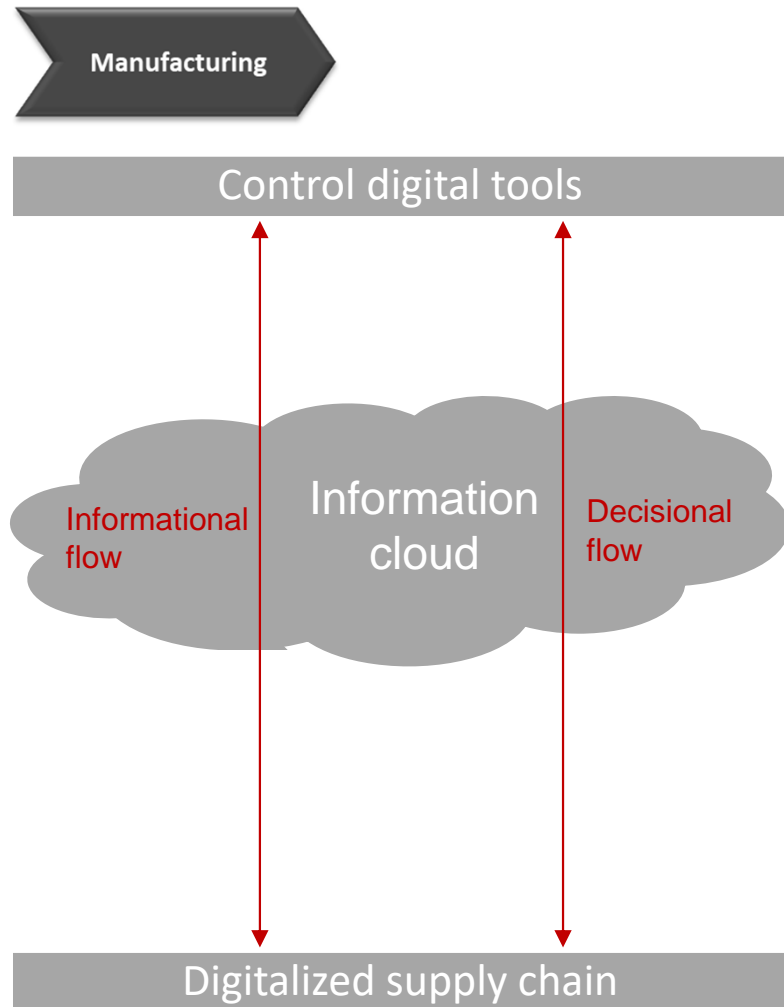 Manufacturing
Control digital tools
Informational
flow
Information
cloud
Decisional
flow
Digitalized supply chain